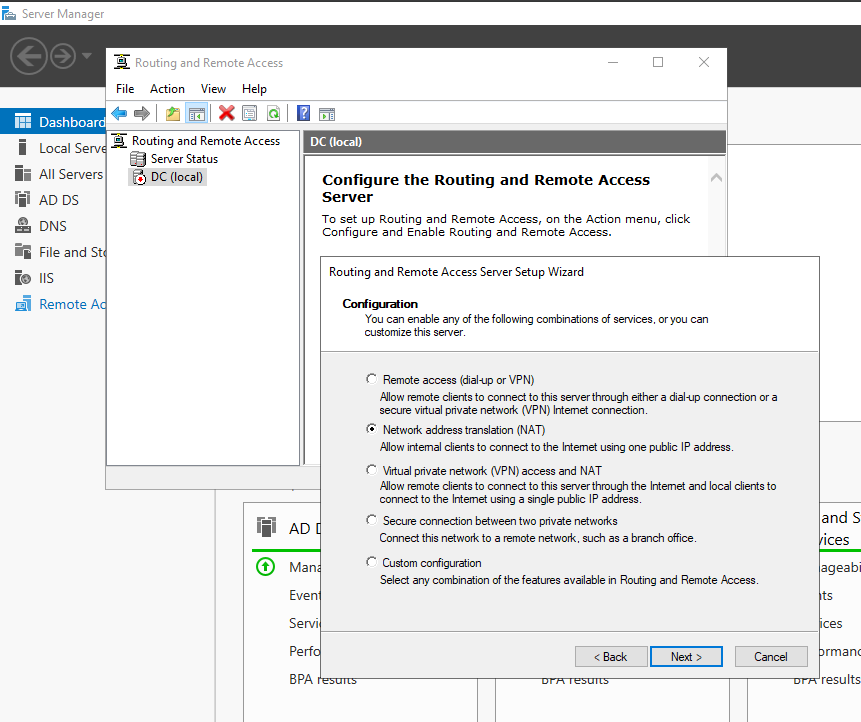 Server Manager
Routing and Remote Access
File Action View Help
Dashboard
Local Serve
All Servers
AD DS
DNS
File and Sto
IIS
Remote Ac
Routing and Remote Access
Server Status
DC (local)
DC (local)
Configure the Routing and Remote Access
Server
To set up Routing and Remote Access, on the Action menu, click
Configure and Enable Routing and Remote Access.
Routing and Remote Access Server Setup Wizard
Configuration
You can enable any of the following combinations of services, or you can
customize this server.
Remote access (dial-up or VPN)
Allow remote clients to connect to this server through either a dial-up connection or a
secure virtual private network (VPN) Internet connection.
Network address translation (NAT)
Allow internal clients to connect to the Internet using one public IP address.
Virtual private network (VPN) access and NAT
Allow remote clients to connect to this server through the Internet and local clients to
connect to the Internet using a single public IP address.
Secure connection between two private networks
Connect this network to a remote network, such as a branch office.
Custom configuration
Select any combination of the features available in Routing and Remote Access.
< Back Next > Cancel
AD D
Mana
Event
Servi
Perfo
BPA results
BPA results
and S
vices
ageabi
nts
ices
ormanc
BPA results